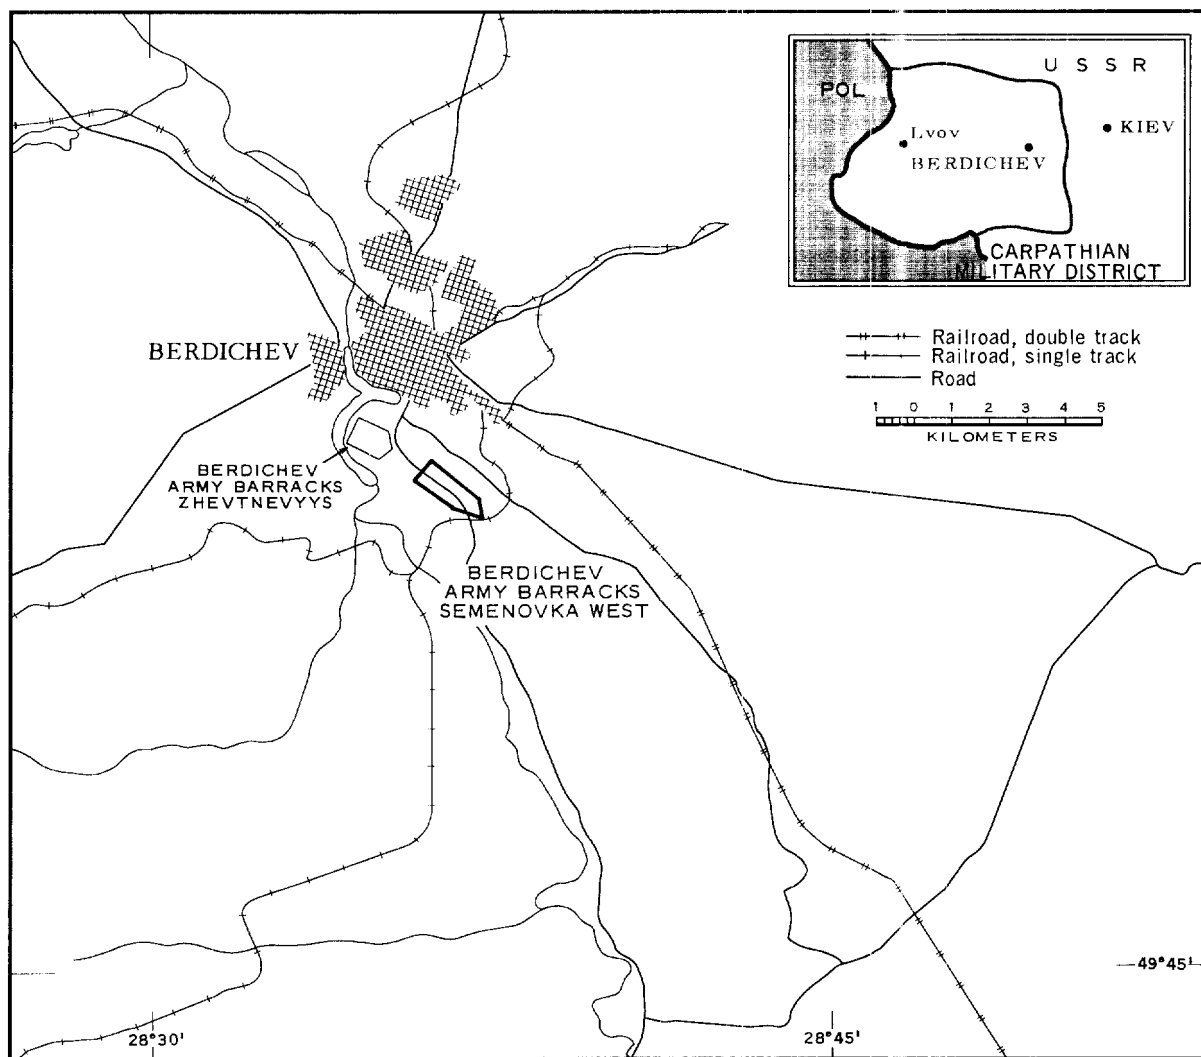 U S S R
POL
KIEV
Lvov
BERDICHEV
CARPATHIAN
MILITARY DISTRICT
BERDICHEV
Railroad, double track
Railroad, single track
Road
1 0 1 2 3 4 5
KILOMETERS
BERDICHEV
ARMY BARRACKS
ZHEVTNEVYYS
BERDICHEV
ARMY BARRACKS
SEMENOVKA WEST
49°45'
28°30'
28°45'